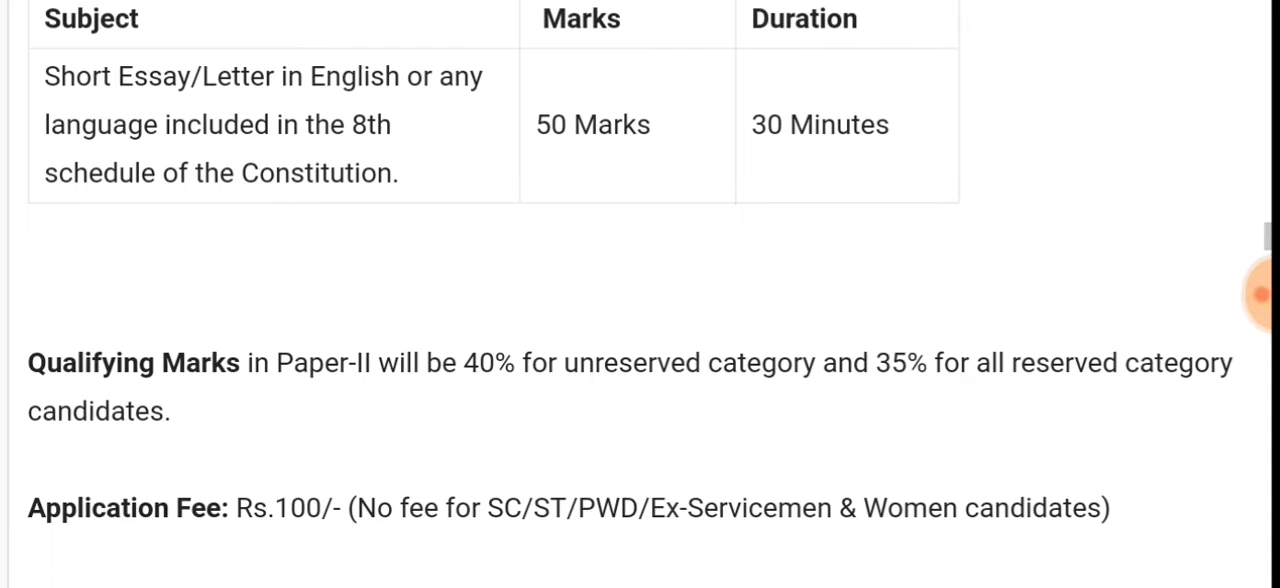 Subject Marks Duration
Short Essay/Letter in English or any
language included in the 8th
schedule of the Constitution.
50 Marks
30 Minutes
Qualifying Marks in Paper-II will be 40% for unreserved category and 35% for all reserved category
candidates.
Application Fee: Rs.100/- (No fee for SC/ST/PWD/Ex-Servicemen & Women candidates)